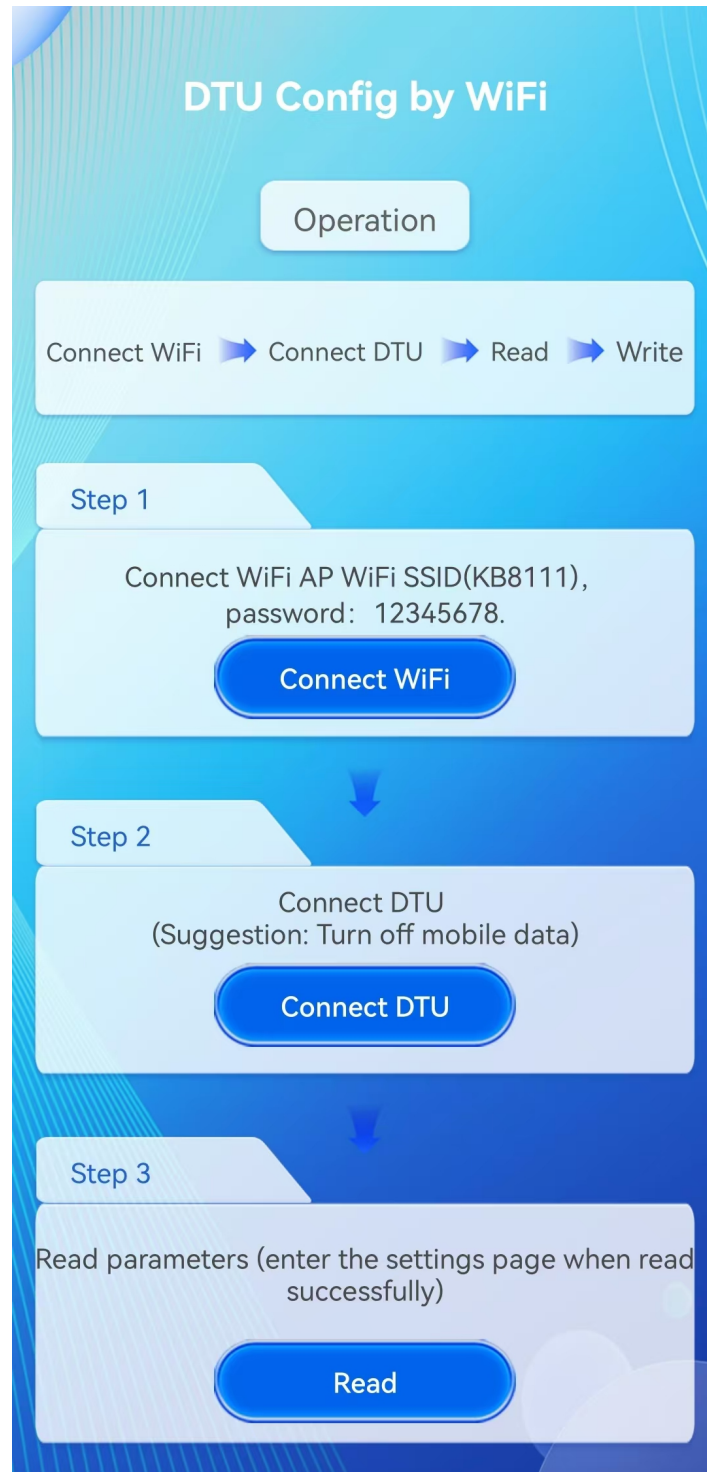 DTU Config by WiFi
Operation
Connect WiFi Connect DTU Read Write
Step 1
Connect WiFi AP WiFi SSID(KB8111),
password： 12345678.
Connect WiFi
Step 2
Connect DTU
(Suggestion: Turn off mobile data)
Connect DTU
Step 3
Read parameters (enter the settings page when read
successfully)
Read